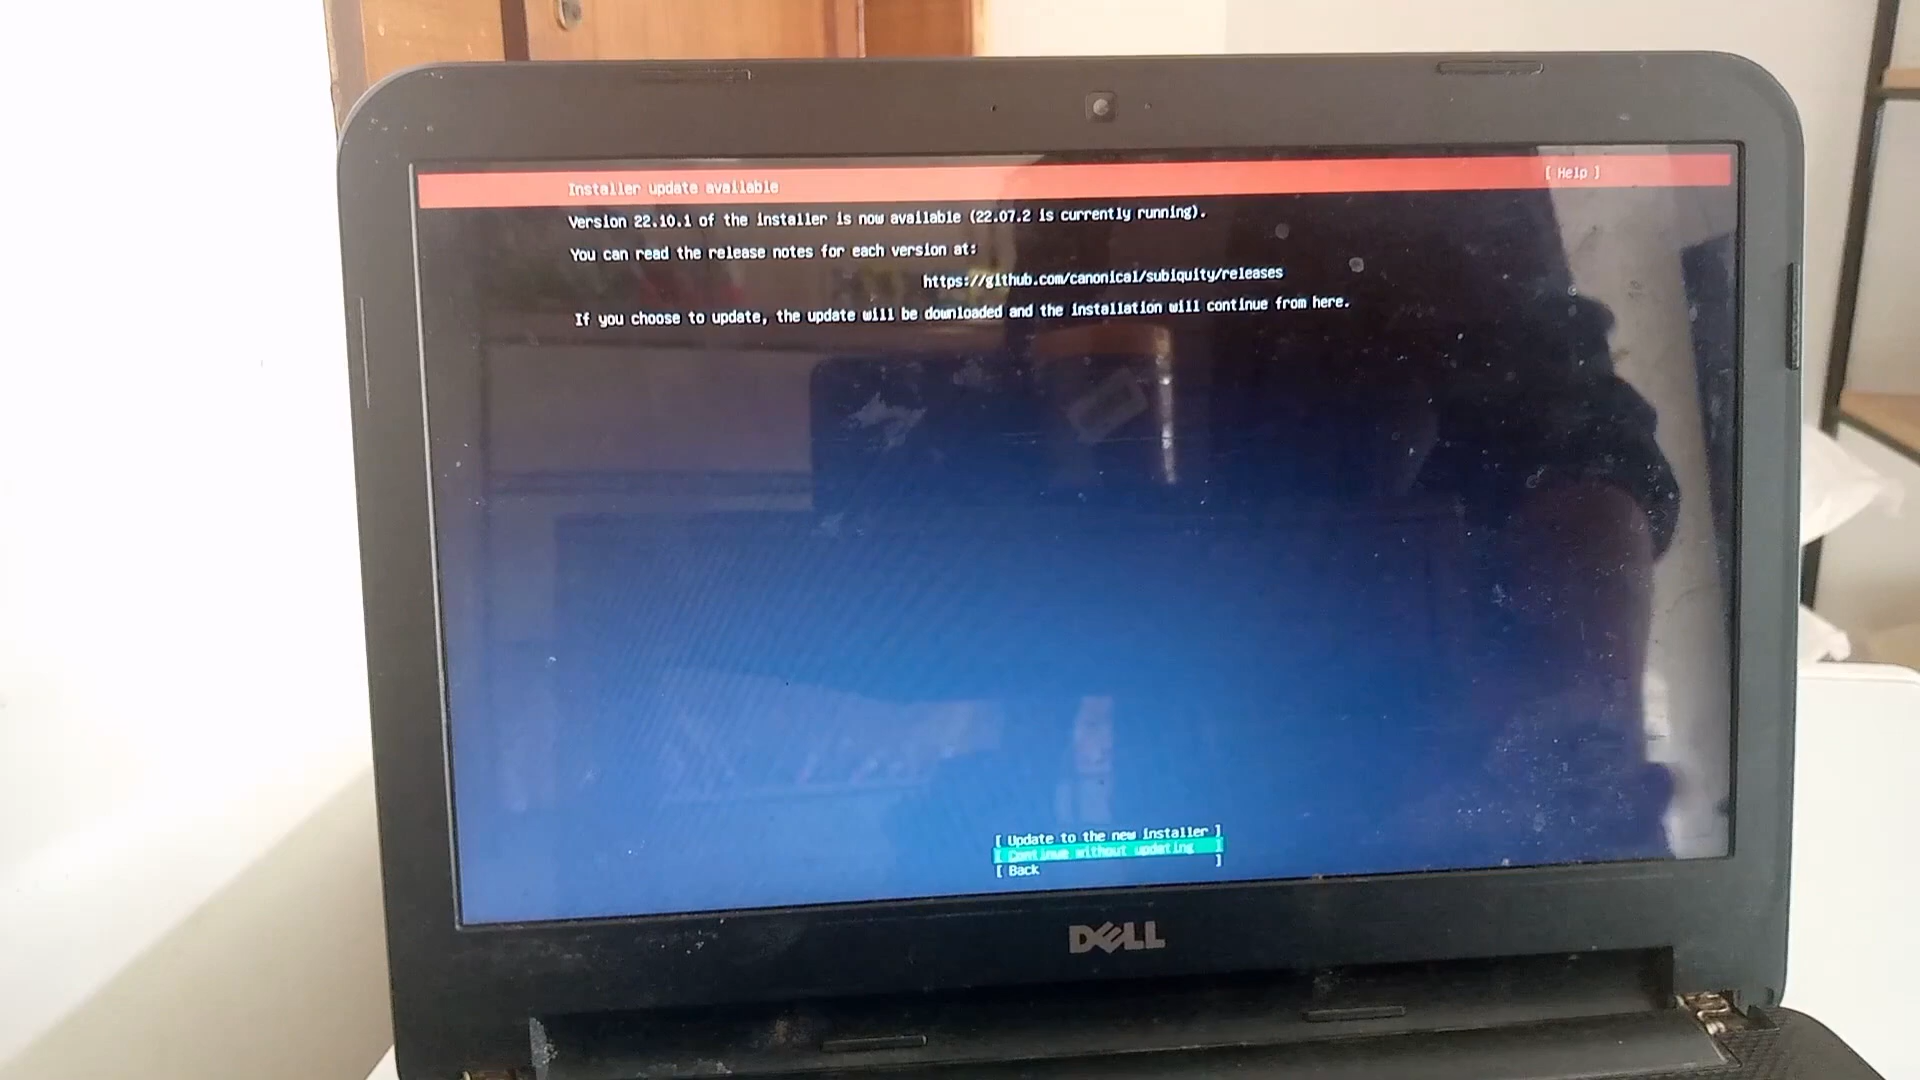 Installer update available
[ Help ]
Version 22.10.1 of the installer is now available (22.07.2 is currently running).
You can read the release notes for each version at:
https://github.com/canonical/subiquity/releases
If you choose to update, the update will be downloaded and the installation will continue from here.
[ Update to the new installer ]
[ Continue without updating ]
[ Back ]
DELL